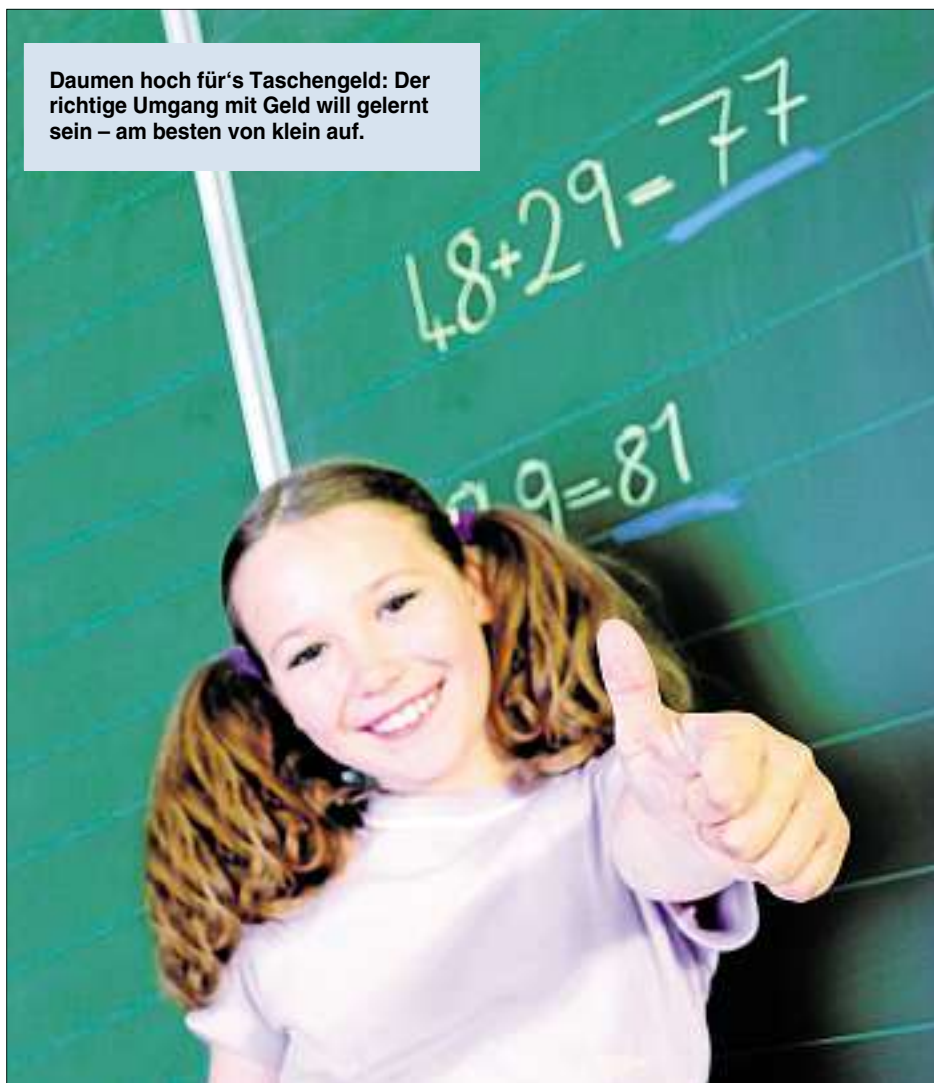 Daumen hoch für‘s Taschengeld: Der
richtige Umgang mit Geld will gelernt
sein – am besten von klein auf.
48+29=77
9=81